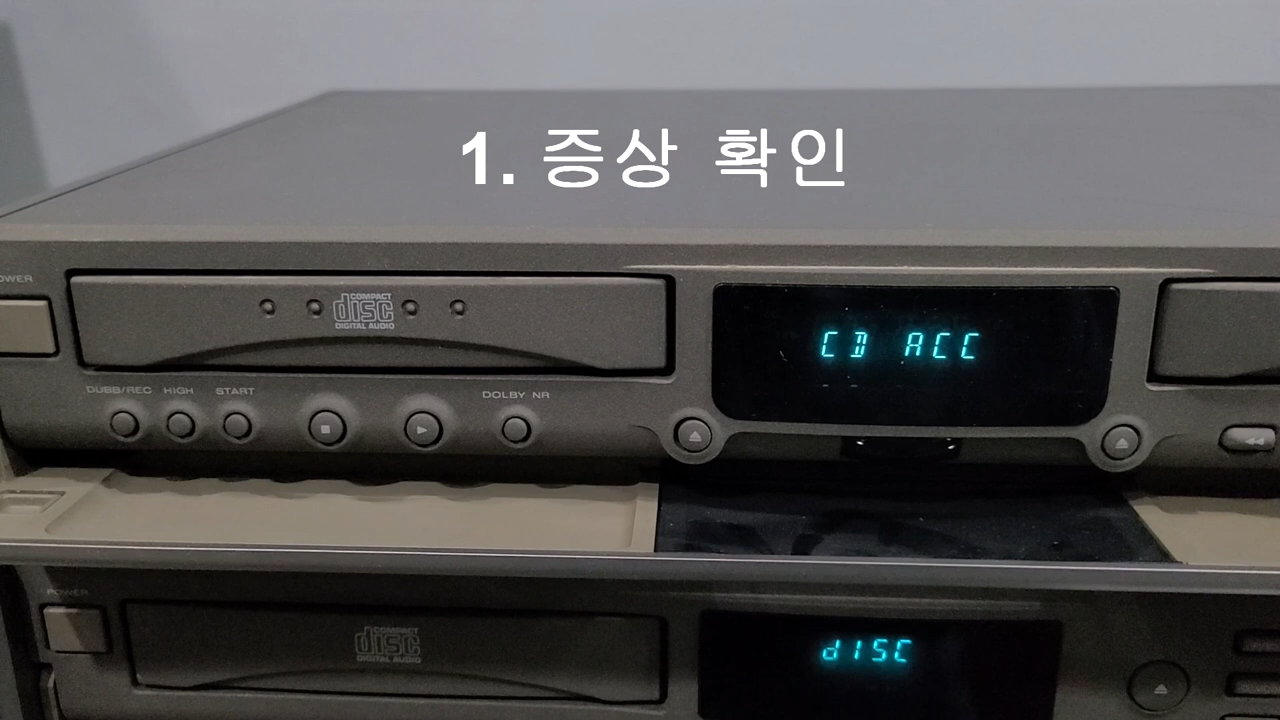 1. 증상 확인
OWER
COMPACT
disc
DIGITAL AUDIO
CD ACC
DUBB/REC HIGH START
DOLBY NR
POWER
COMPACT
disc
DIGITAL AUDIO
dISC